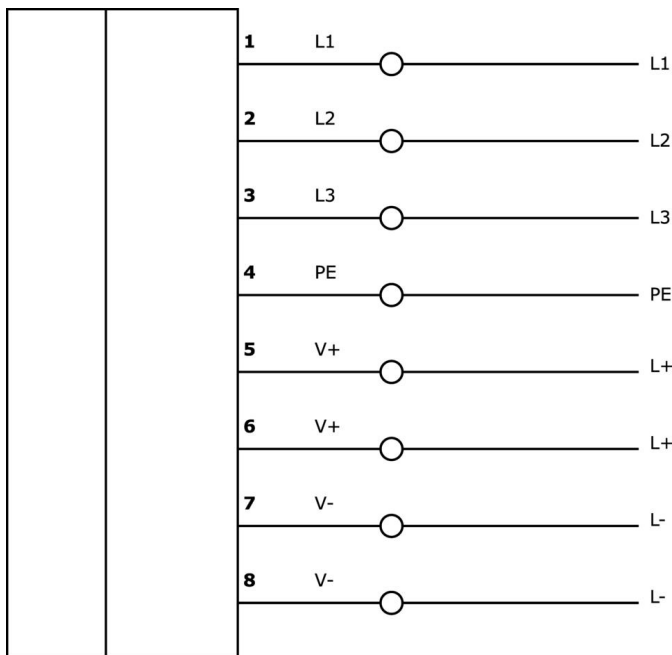 1 L1 L1
2 L2 L2
3 L3 L3
4 PE PE
5 V+ L+
6 V+ L+
7 V- L-
8 V- L-